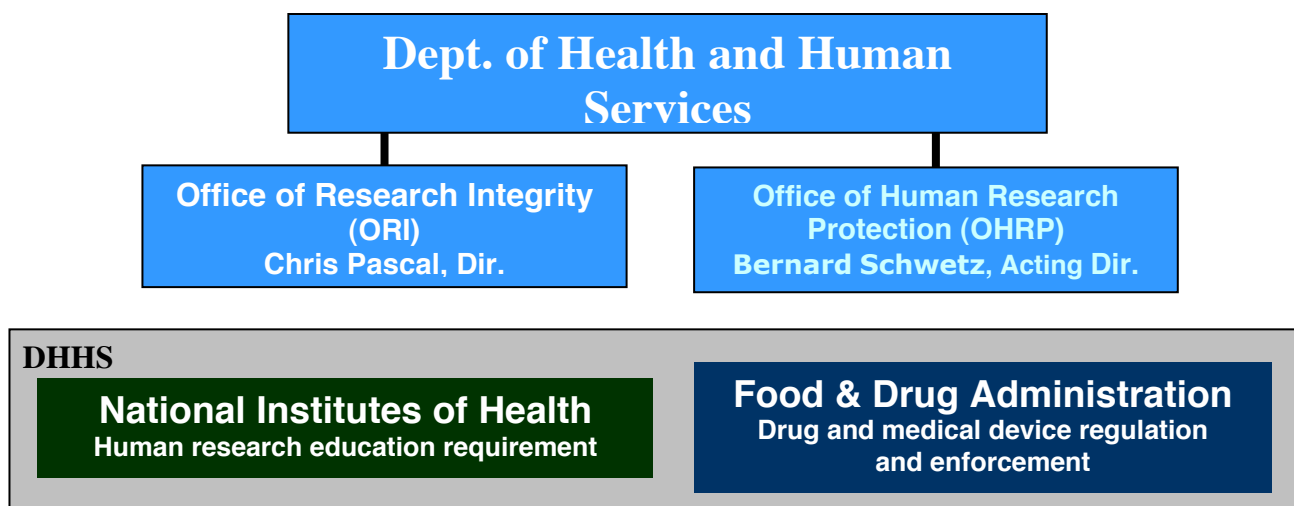 Dept. of Health and Human
Services
Office of Research Integrity
(ORI)
Chris Pascal, Dir.
Office of Human Research
Protection (OHRP)
Bernard Schwetz, Acting Dir.
DHHS
National Institutes of Health
Human research education requirement
Food & Drug Administration
Drug and medical device regulation
and enforcement